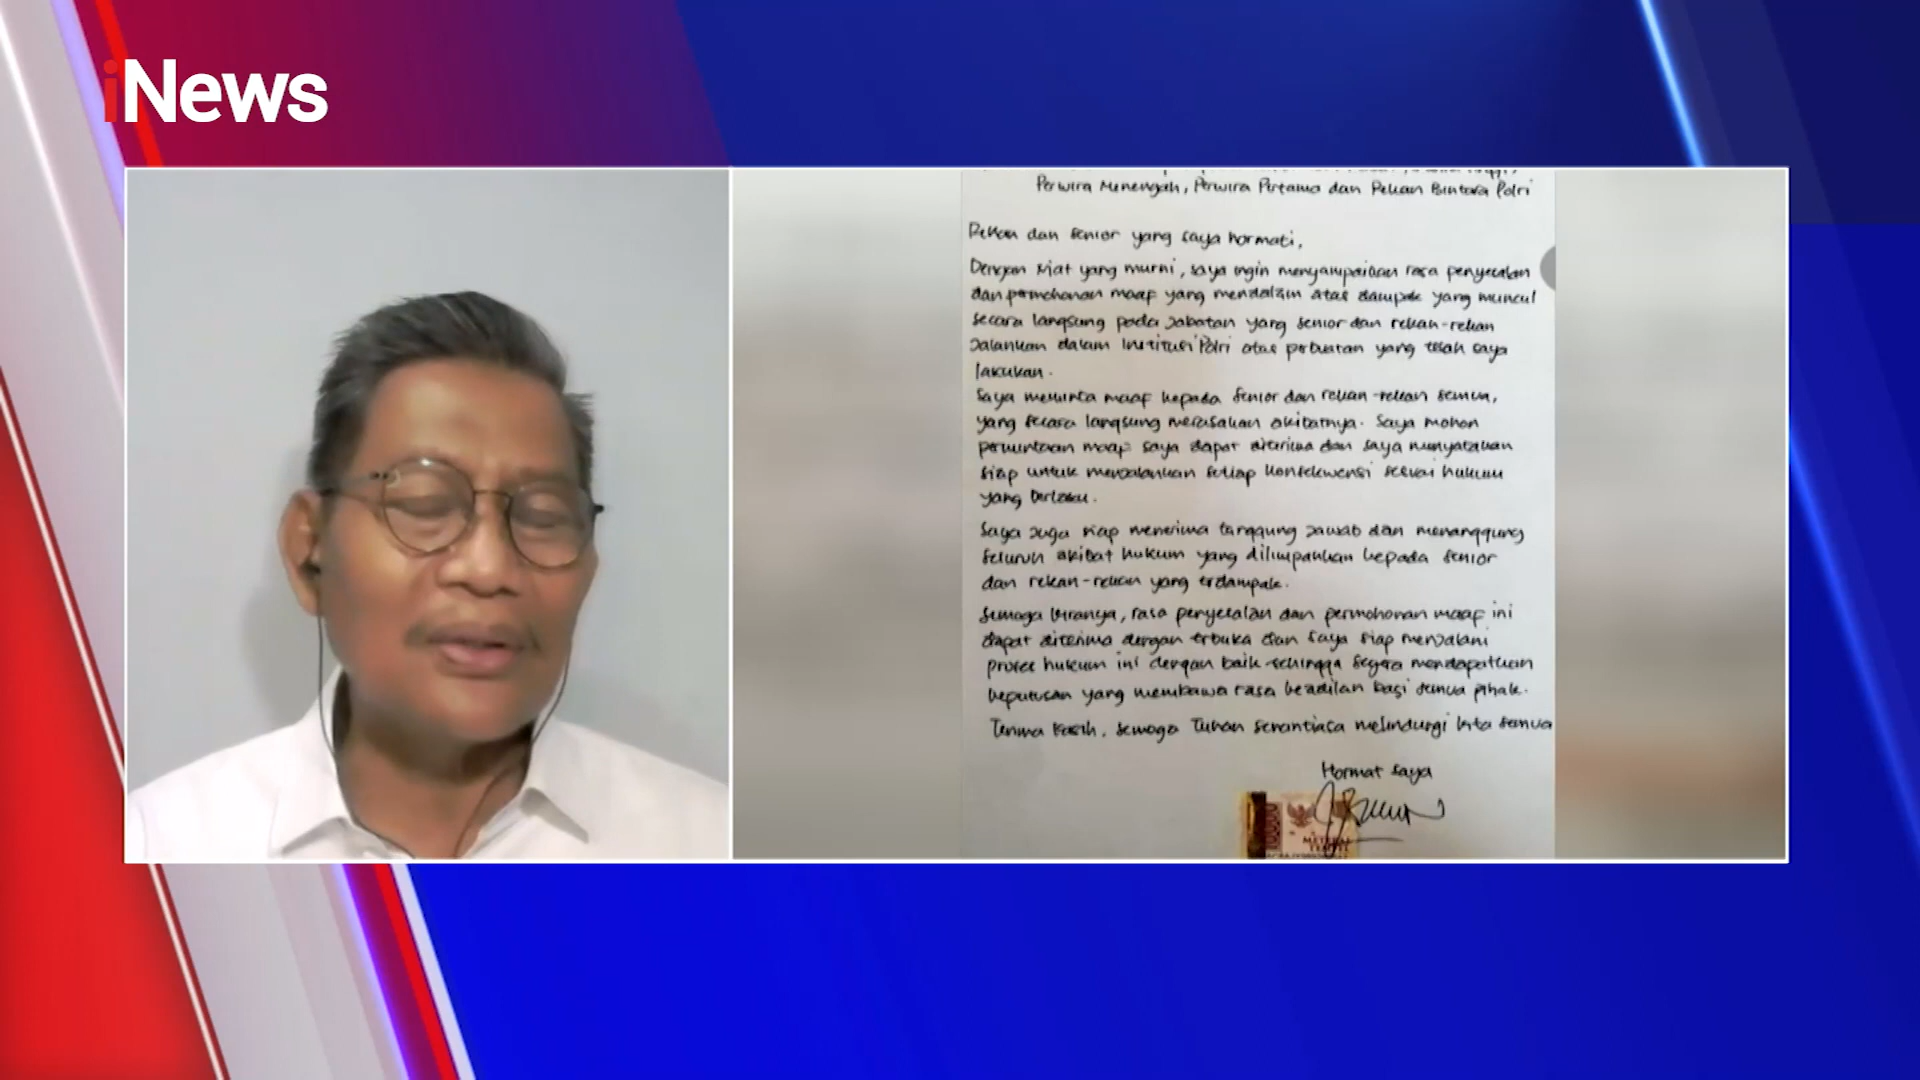 iNews
Perwira Menengah, Perwira Pertama dan Rekan Bintara Polri
Rekan dan senior yang saya hormati,
Dengan niat yang murni, saya ingin menyampaikan rasa penyesalan
dan permohonan maaf yang mendalam atas dampak yang muncul
secara langsung pada jabatan yang senior dan rekan-rekan
jalankan dalam institusi Polri atas perbuatan yang telah saya
lakukan.
Saya meminta maaf kepada senior dan rekan-rekan semua,
yang secara langsung merasakan akibatnya. Saya mohon
permintaan maaf saya dapat diterima dan saya menyatakan
siap untuk menjalankan setiap konsekwensi sesuai hukum
yang berlaku.
Saya juga siap menerima tanggung jawab dan menanggung
seluruh akibat hukum yang dilimpahkan kepada senior
dan rekan-rekan yang terdampak.
Semoga kiranya, rasa penyesalan dan permohonan maaf ini
dapat diterima dengan terbuka dan saya siap menjalani
proses hukum ini dengan baik sehingga segera mendapatkan
keputusan yang membawa rasa keadilan bagi semua pihak.
Terima kasih, semoga Tuhan senantiasa melindungi kita semua
Hormat saya
10000
METERAI
TEMPEL